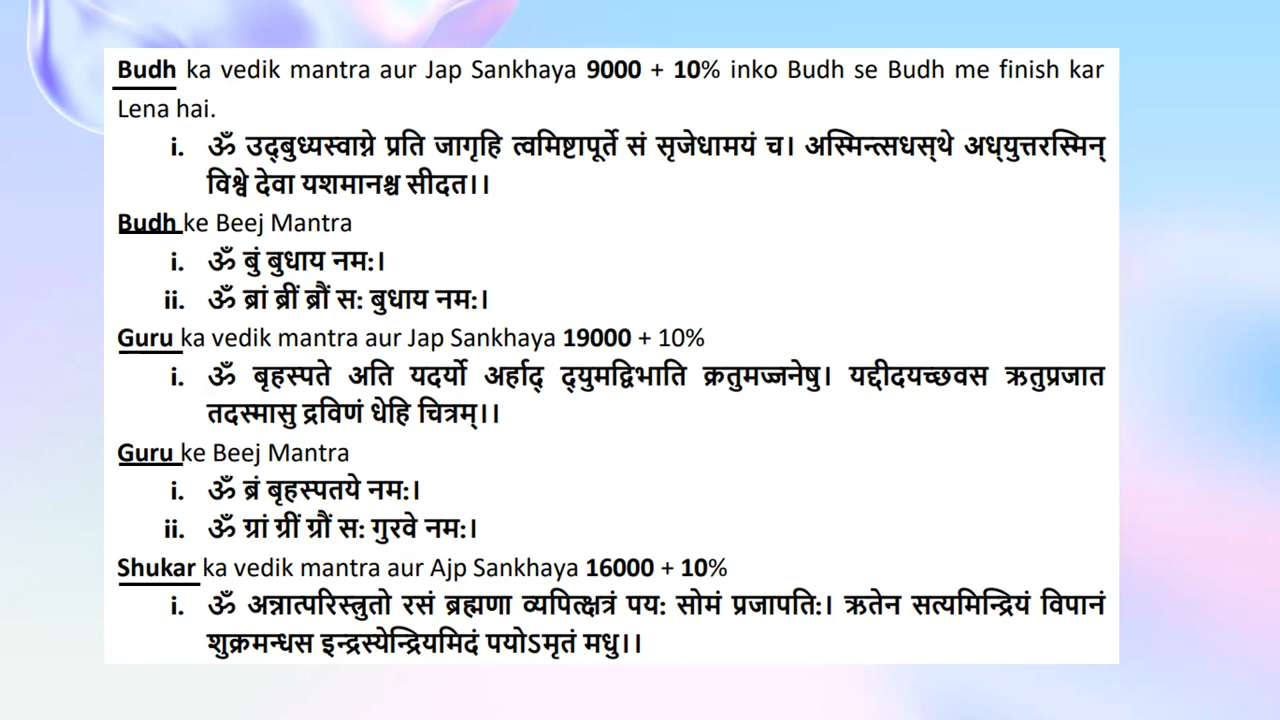 Budh ka vedik mantra aur Jap Sankhaya 9000 + 10% inko Budh se Budh me finish kar
Lena hai.
i. ॐ उद्‌बुध्यस्वाग्ने प्रति जागृहि त्वमिष्टापूर्ते सं सृजेधामयं च। अस्मिन्त्सधस्‌थे अध्‌युत्तरस्मिन्
विश्वे देवा यशमानश्च सीदत।।
Budh ke Beej Mantra
i. ॐ बुं बुधाय नम:।
ii. ॐ ब्रां ब्रीं ब्रौं स: बुधाय नम:।
Guru ka vedik mantra aur Jap Sankhaya 19000 + 10%
i. ॐ बृहस्पते अति यदर्यो अर्हाद् द्‌युमद्विभाति क्रतुमज्जनेषु। यद्दीदयच्छवस ऋतुप्रजात
तदस्मासु द्रविणं धेहि चित्रम्।।
Guru ke Beej Mantra
i. ॐ ब्रं बृहस्पतये नम:।
ii. ॐ ग्रां ग्रीं ग्रौं स: गुरवे नम:।
Shukar ka vedik mantra aur Ajp Sankhaya 16000 + 10%
i. ॐ अन्नात्परिस्त्रुतो रसं ब्रह्मणा व्यपित्क्षत्रं पय: सोमं प्रजापति:। ऋतेन सत्यमिन्द्रियं विपानं
शुक्रमन्धस इन्द्रस्येन्द्रियमिदं पयोऽमृतं मधु।।